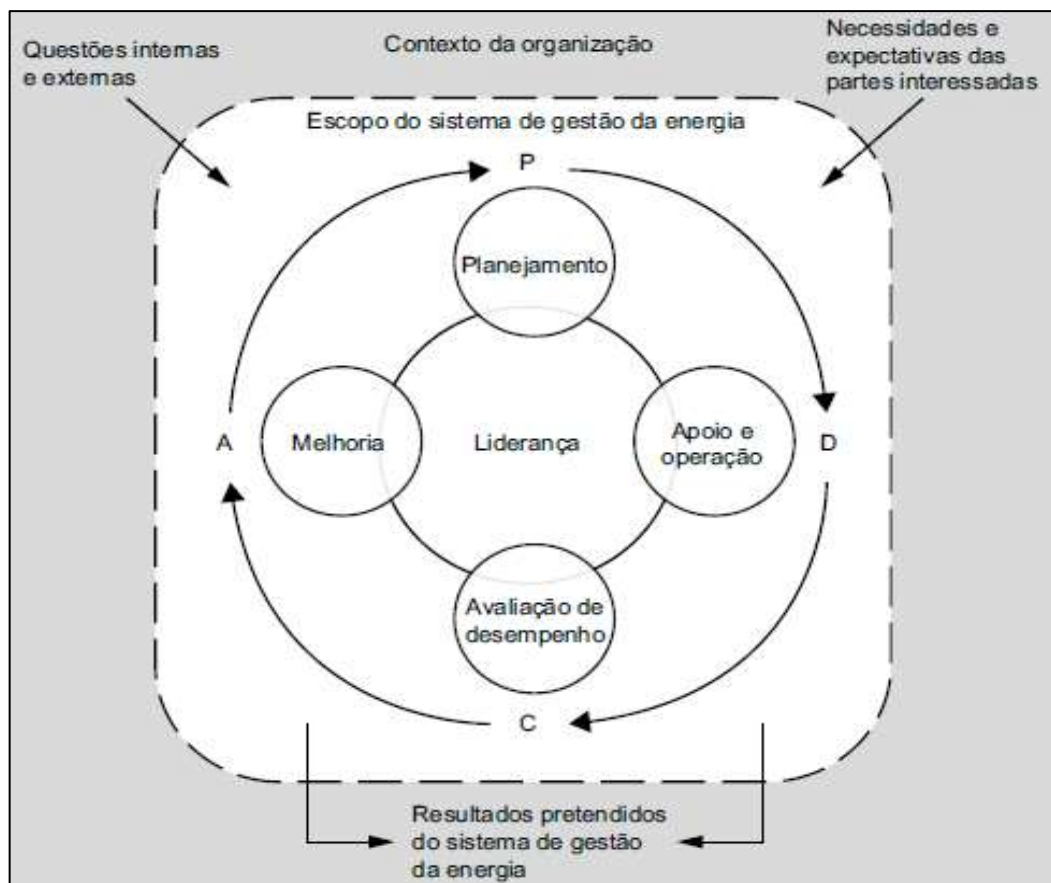 Questões internas
e externas
Contexto da organização
Necessidades e
expectativas das
partes interessadas
Escopo do sistema de gestão da energia
P
Planejamento
A
Melhoria
Liderança
Apoio e
operação
D
Avaliação de
desempenho
C
Resultados pretendidos
do sistema de gestão
da energia